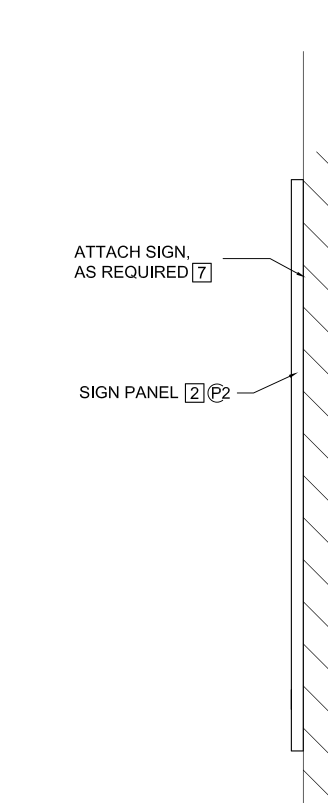 ATTACH SIGN,
AS REQUIRED 7
SIGN PANEL 2 P2